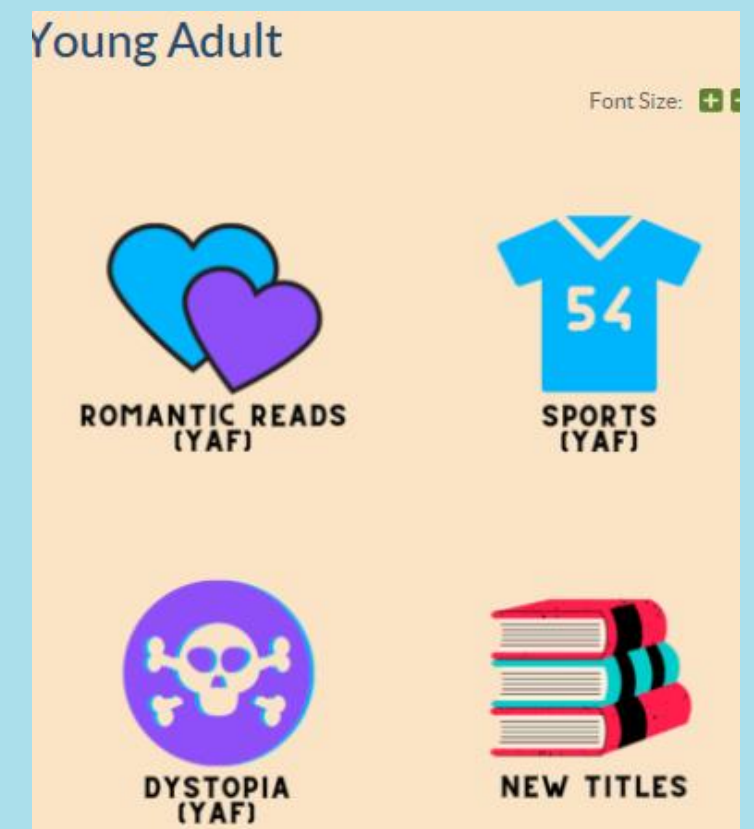 Young Adult
Font Size:
54
ROMANTIC READS
(YAF)
SPORTS
(YAF)
DYSTOPIA
(YAF)
NEW TITLES